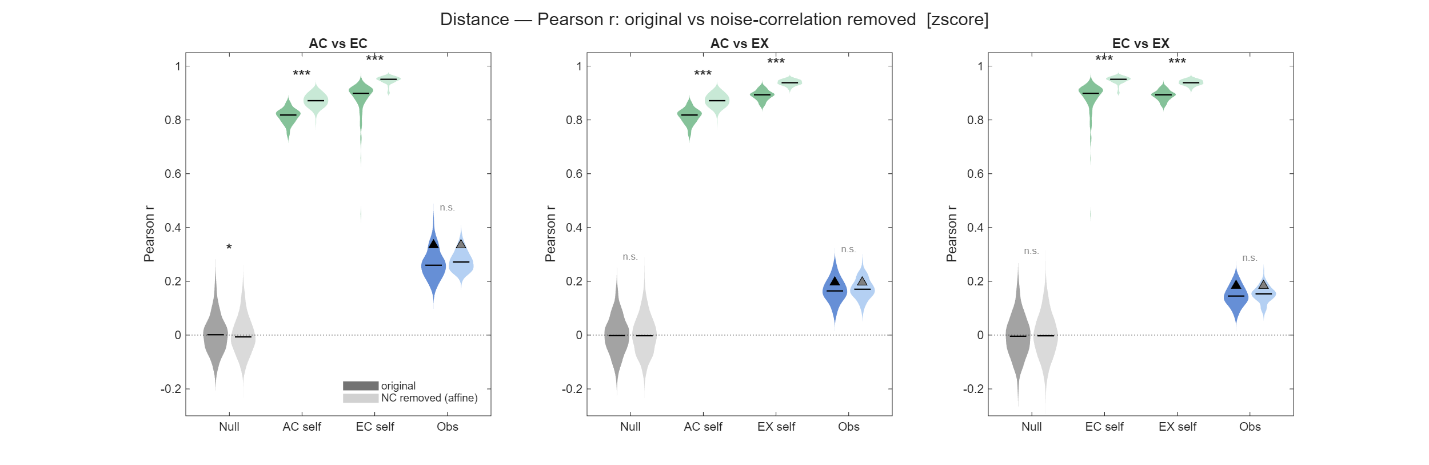 Distance — Pearson r: original vs noise-correlation removed [zscore]
AC vs EC
Pearson r
1
0.8
0.6
0.4
0.2
0
-0.2
*
***
***
n.s.
original
NC removed (affine)
Null
AC self
EC self
Obs
AC vs EX
Pearson r
1
0.8
0.6
0.4
0.2
0
-0.2
n.s.
***
***
n.s.
Null
AC self
EX self
Obs
EC vs EX
Pearson r
1
0.8
0.6
0.4
0.2
0
-0.2
n.s.
***
***
n.s.
Null
EC self
EX self
Obs